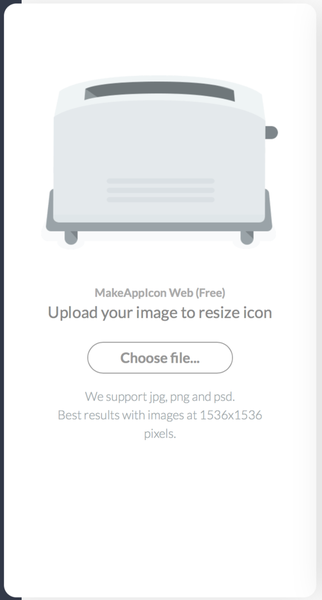 MakeAppIcon Web (Free)
Upload your image to resize icon
Choose file...
We support jpg, png and psd.
Best results with images at 1536x1536
pixels.